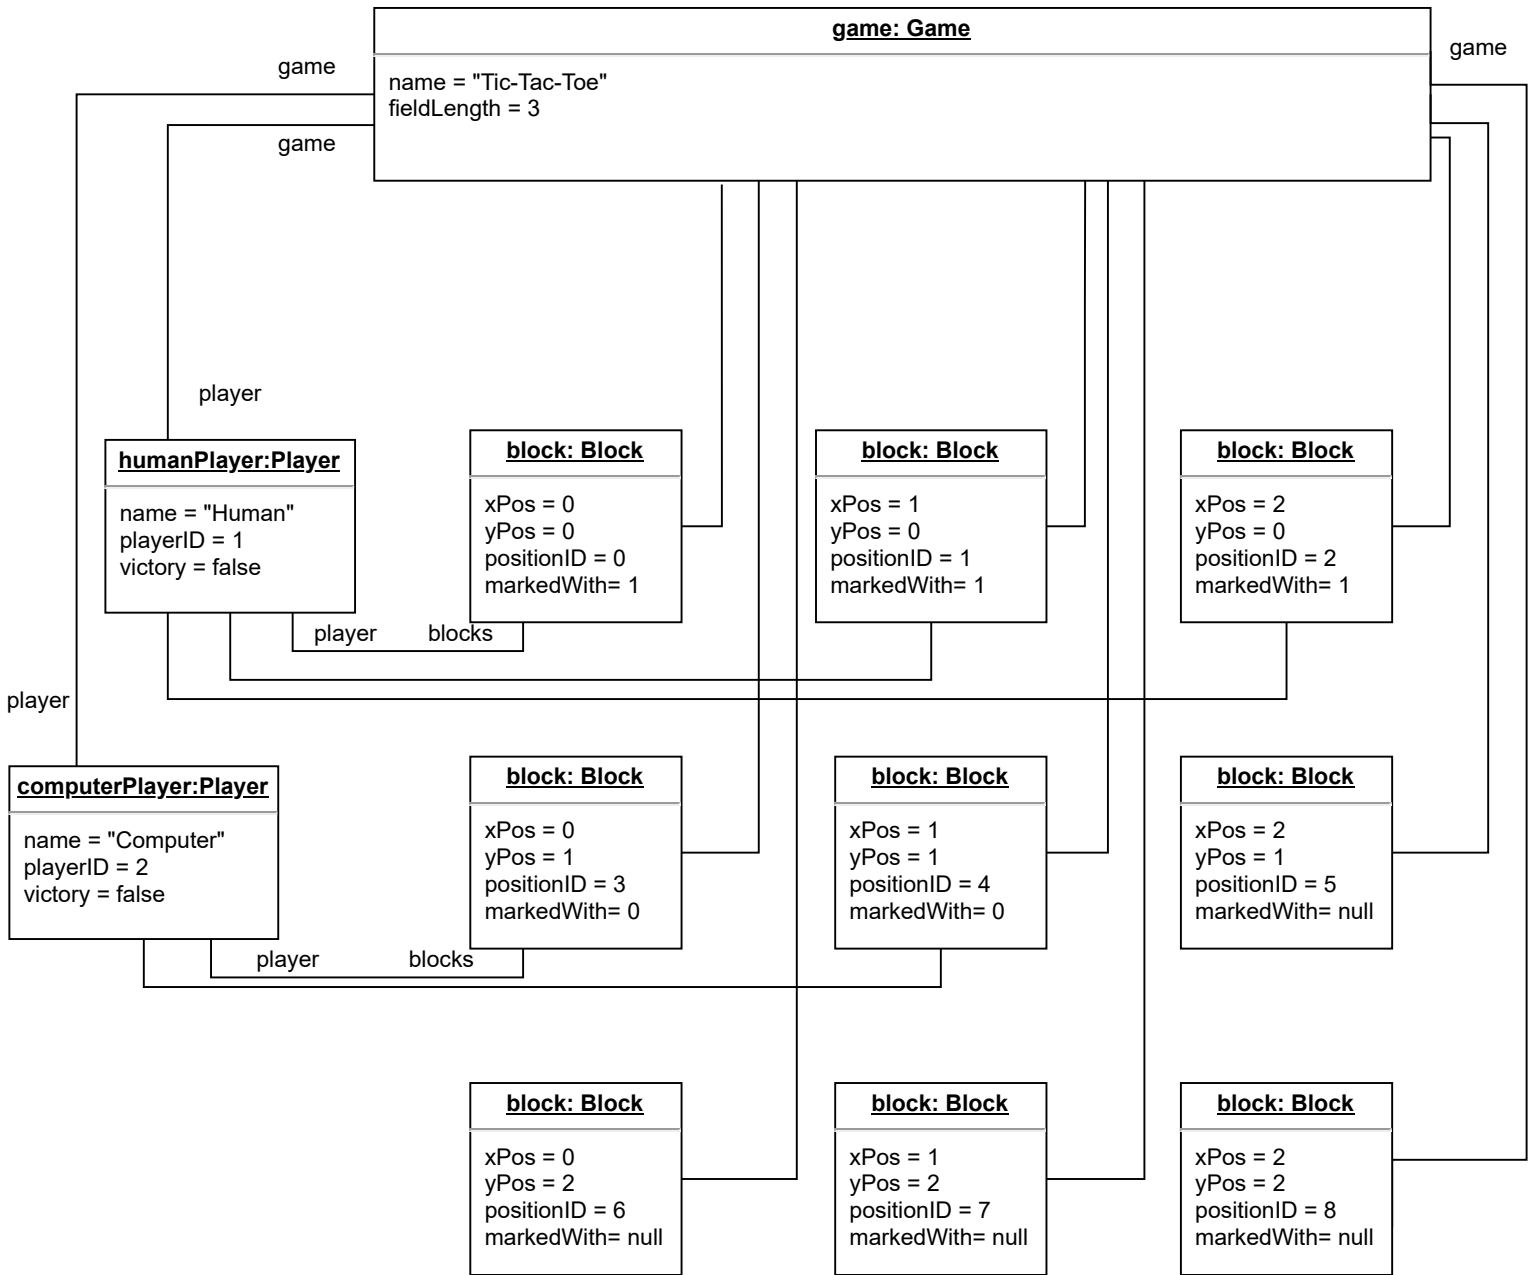 game: Game
name = "Tic-Tac-Toe"
fieldLength = 3
game
game
game
player
humanPlayer:Player
name = "Human"
playerID = 1
victory = false
block: Block
xPos = 0
yPos = 0
positionID = 0
markedWith= 1
block: Block
xPos = 1
yPos = 0
positionID = 1
markedWith= 1
block: Block
xPos = 2
yPos = 0
positionID = 2
markedWith= 1
player
blocks
player
computerPlayer:Player
name = "Computer"
playerID = 2
victory = false
block: Block
xPos = 0
yPos = 1
positionID = 3
markedWith= 0
block: Block
xPos = 1
yPos = 1
positionID = 4
markedWith= 0
block: Block
xPos = 2
yPos = 1
positionID = 5
markedWith= null
player
blocks
block: Block
xPos = 0
yPos = 2
positionID = 6
markedWith= null
block: Block
xPos = 1
yPos = 2
positionID = 7
markedWith= null
block: Block
xPos = 2
yPos = 2
positionID = 8
markedWith= null